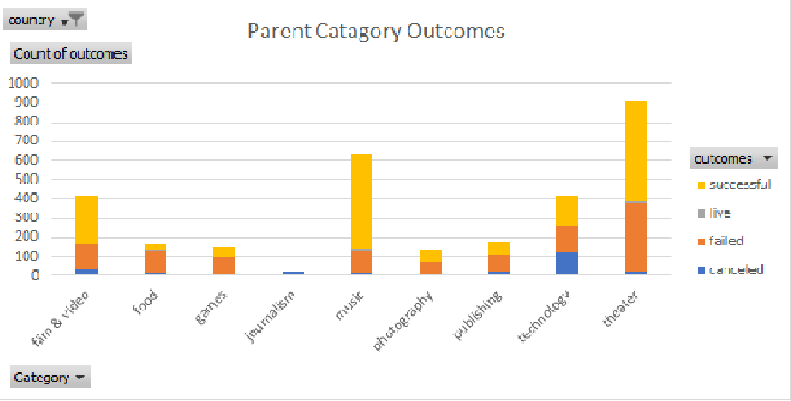 country
Parent Catagory Outcomes
Count of outcomes
1000
900
800
700
600
500
400
300
200
100
0
film & video
food
games
journalism
music
photography
publishing
technology
theater
outcomes
successful
live
failed
canceled
Category